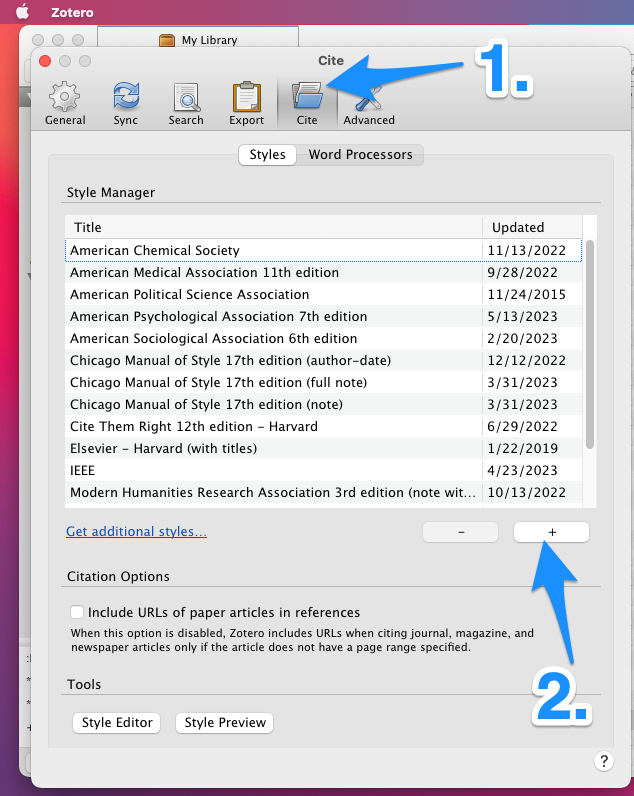 Zotero
My Library
Cite
1.
General Sync Search Export Cite Advanced
Styles Word Processors
Style Manager
Title Updated
American Chemical Society 11/13/2022
American Medical Association 11th edition 9/28/2022
American Political Science Association 11/24/2015
American Psychological Association 7th edition 5/13/2023
American Sociological Association 6th edition 2/20/2023
Chicago Manual of Style 17th edition (author-date) 12/12/2022
Chicago Manual of Style 17th edition (full note) 3/31/2023
Chicago Manual of Style 17th edition (note) 3/31/2023
Cite Them Right 12th edition - Harvard 6/29/2022
Elsevier - Harvard (with titles) 1/22/2019
IEEE 4/23/2023
Modern Humanities Research Association 3rd edition (note wit... 10/13/2022
Get additional styles... - +
Citation Options
Include URLs of paper articles in references
When this option is disabled, Zotero includes URLs when citing journal, magazine, and
newspaper articles only if the article does not have a page range specified.
Tools
2.
Style Editor Style Preview
?